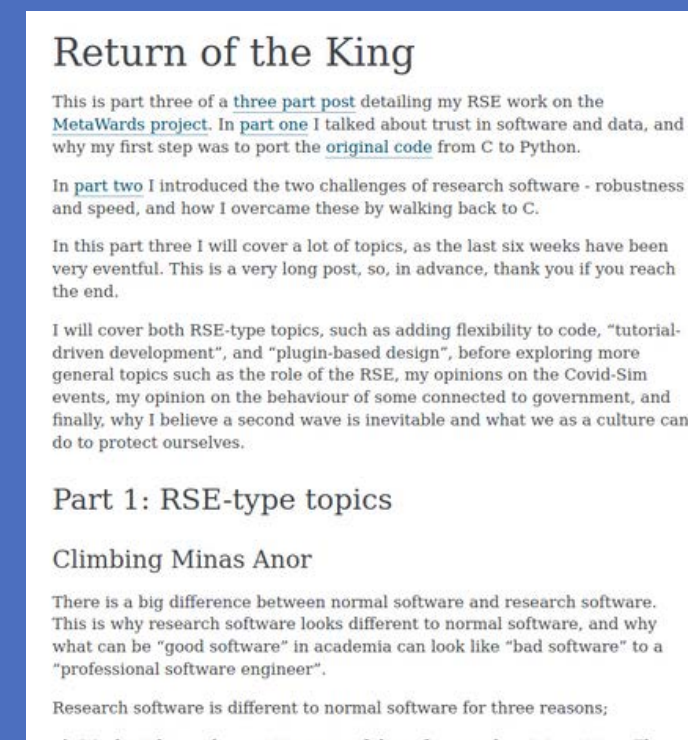 Return of the King
This is part three of a three part post detailing my RSE work on the
MetaWards project. In part one I talked about trust in software and data, and
why my first step was to port the original code from C to Python.
In part two I introduced the two challenges of research software - robustness
and speed, and how I overcame these by walking back to C.
In this part three I will cover a lot of topics, as the last six weeks have been
very eventful. This is a very long post, so, in advance, thank you if you reach
the end.
I will cover both RSE-type topics, such as adding flexibility to code, “tutorial-
driven development”, and “plugin-based design”, before exploring more
general topics such as the role of the RSE, my opinions on the Covid-Sim
events, my opinion on the behaviour of some connected to government, and
finally, why I believe a second wave is inevitable and what we as a culture can
do to protect ourselves.
Part 1: RSE-type topics
Climbing Minas Anor
There is a big difference between normal software and research software.
This is why research software looks different to normal software, and why
what can be “good software” in academia can look like “bad software” to a
“professional software engineer”.
Research software is different to normal software for three reasons;